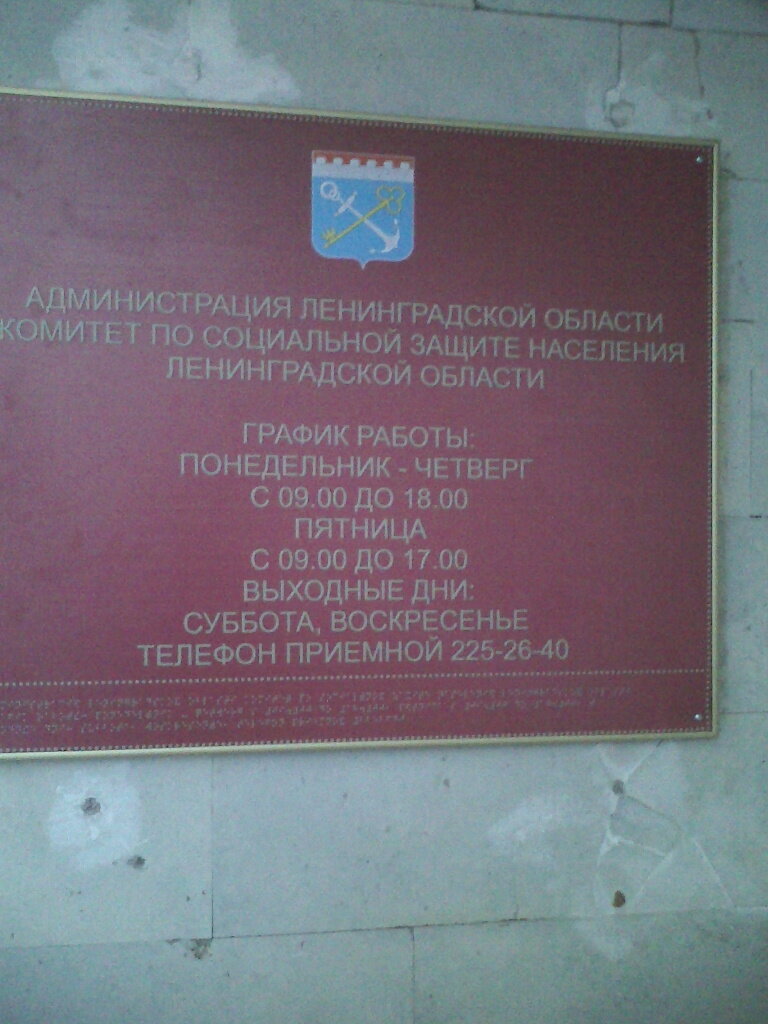 АДМИНИСТРАЦИЯ ЛЕНИНГРАДСКОЙ ОБЛАСТИ
КОМИТЕТ ПО СОЦИАЛЬНОЙ ЗАЩИТЕ НАСЕЛЕНИЯ
ЛЕНИНГРАДСКОЙ ОБЛАСТИ
ГРАФИК РАБОТЫ:
ПОНЕДЕЛЬНИК - ЧЕТВЕРГ
С 09.00 ДО 18.00
ПЯТНИЦА
С 09.00 ДО 17.00
ВЫХОДНЫЕ ДНИ:
СУББОТА, ВОСКРЕСЕНЬЕ
ТЕЛЕФОН ПРИЕМНОЙ 225-26-40